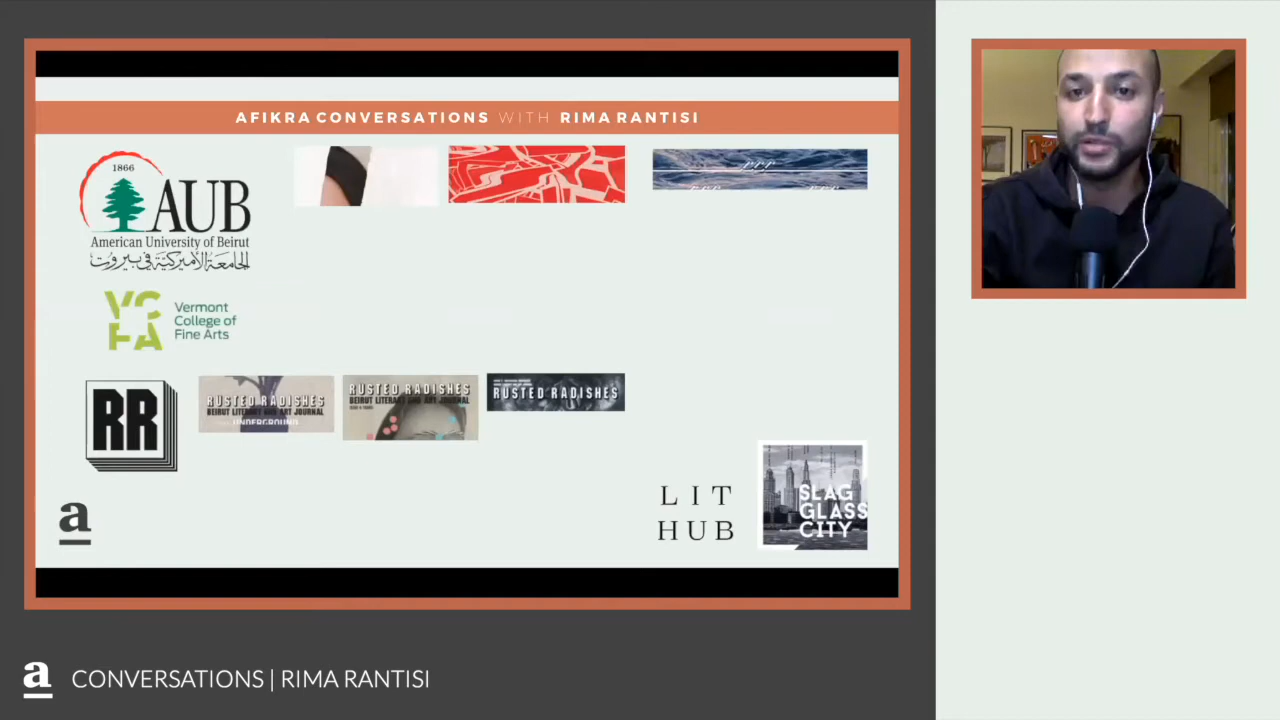 AFIKRA CONVERSATIONS WITH RIMA RANTISI
1866
AUB
American University of Beirut
الجامعة الأميركية في بيروت
VCFA
Vermont
College of
Fine Arts
RR
RUSTED RADISHES
BEIRUT LITERARY AND ART JOURNAL
UNDERGROUND
RUSTED RADISHES
BEIRUT LITERARY AND ART JOURNAL
RUSTED RADISHES
a
LIT
HUB
SLAG
GLASS
CITY
a CONVERSATIONS | RIMA RANTISI